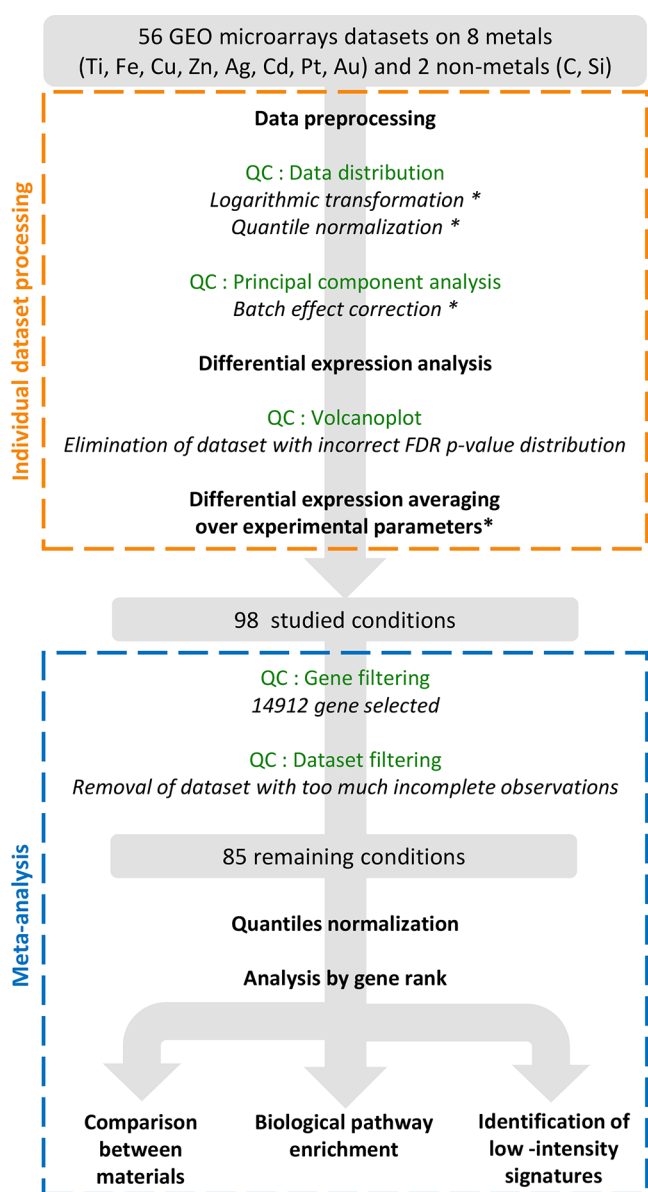 56 GEO microarrays datasets on 8 metals
(Ti, Fe, Cu, Zn, Ag, Cd, Pt, Au) and 2 non-metals (C, Si)
Individual dataset processing
Data preprocessing
QC : Data distribution
Logarithmic transformation *
Quantile normalization *
QC : Principal component analysis
Batch effect correction *
Differential expression analysis
QC : Volcanoplot
Elimination of dataset with incorrect FDR p-value distribution
Differential expression averaging
over experimental parameters*
98 studied conditions
Meta-analysis
QC : Gene filtering
14912 gene selected
QC : Dataset filtering
Removal of dataset with too much incomplete observations
85 remaining conditions
Quantiles normalization
Analysis by gene rank
Comparison
between
materials
Biological pathway
enrichment
Identification of
low -intensity
signatures